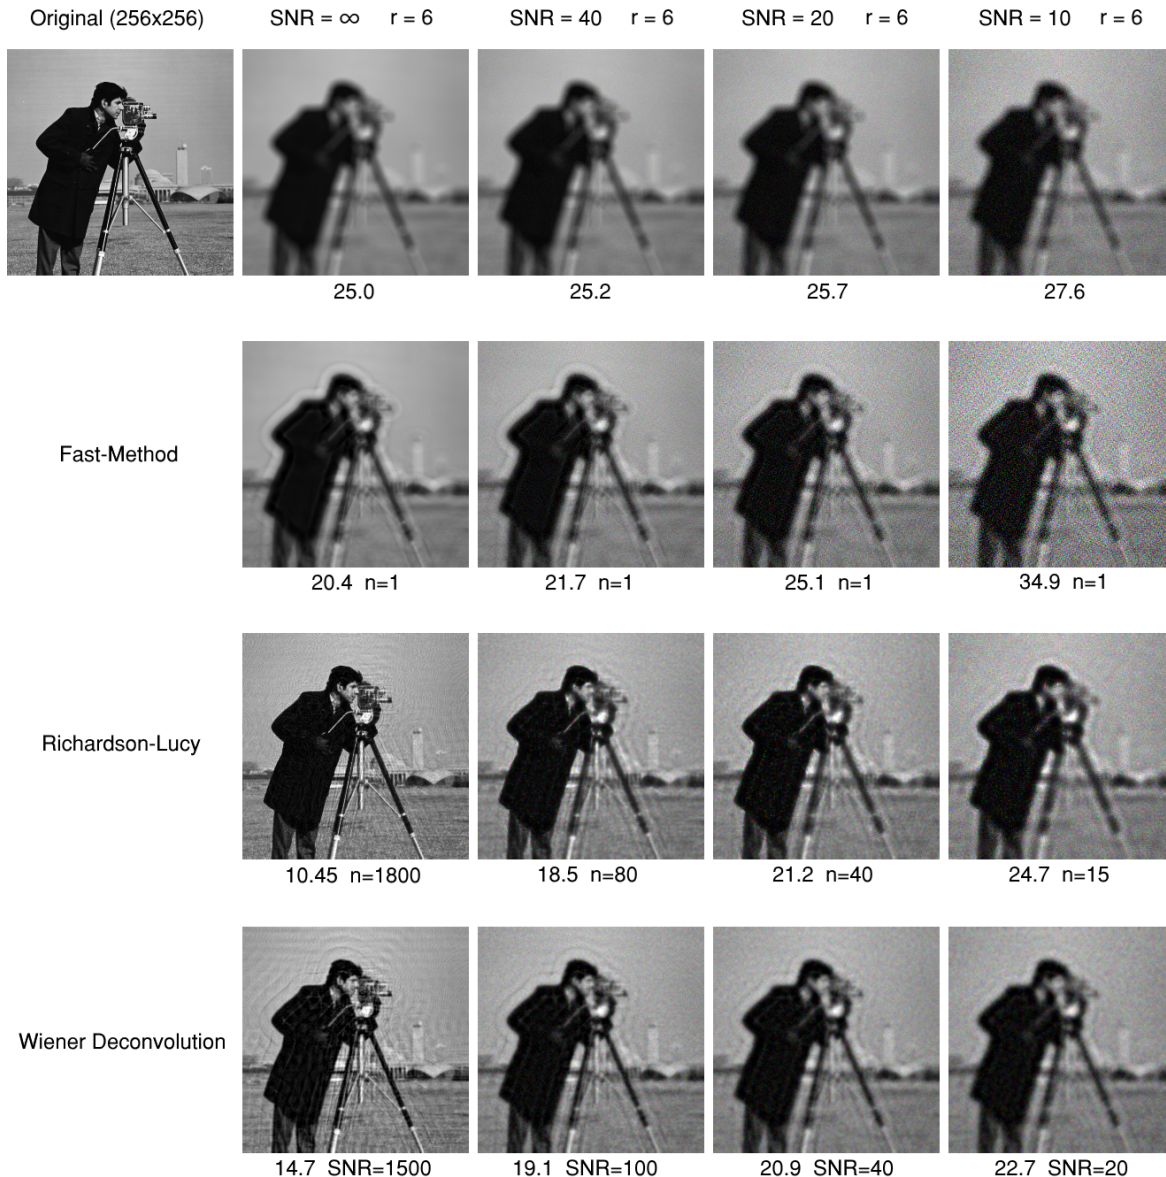 Original (256x256) SNR = ∞ r = 6 SNR = 40 r = 6 SNR = 20 r = 6 SNR = 10 r = 6
25.0 25.2 25.7 27.6
Fast-Method
20.4 n=1 21.7 n=1 25.1 n=1 34.9 n=1
Richardson-Lucy
10.45 n=1800 18.5 n=80 21.2 n=40 24.7 n=15
Wiener Deconvolution
14.7 SNR=1500 19.1 SNR=100 20.9 SNR=40 22.7 SNR=20